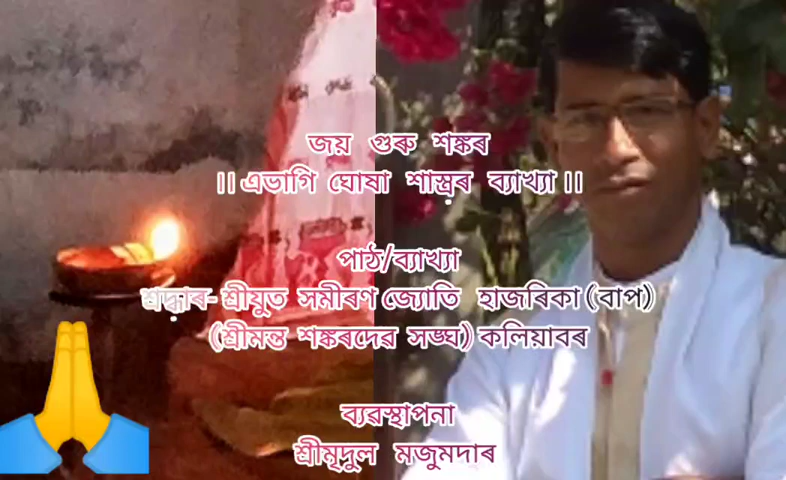 জয় গুৰু শঙ্কৰ
।। এভাগি ঘোষা শাস্ত্ৰৰ ব্যাখ্যা ।।
পাঠ/ব্যাখ্যা
শ্ৰদ্ধাৰ- শ্ৰীযুত সমীৰণ জ্যোতি হাজৰিকা (বাপ)
(শ্ৰীমন্ত শঙ্কৰদেৱ সঙ্ঘ) কলিয়াবৰ
ব্যৱস্থাপনা
শ্ৰীমৃদুল মজুমদাৰ